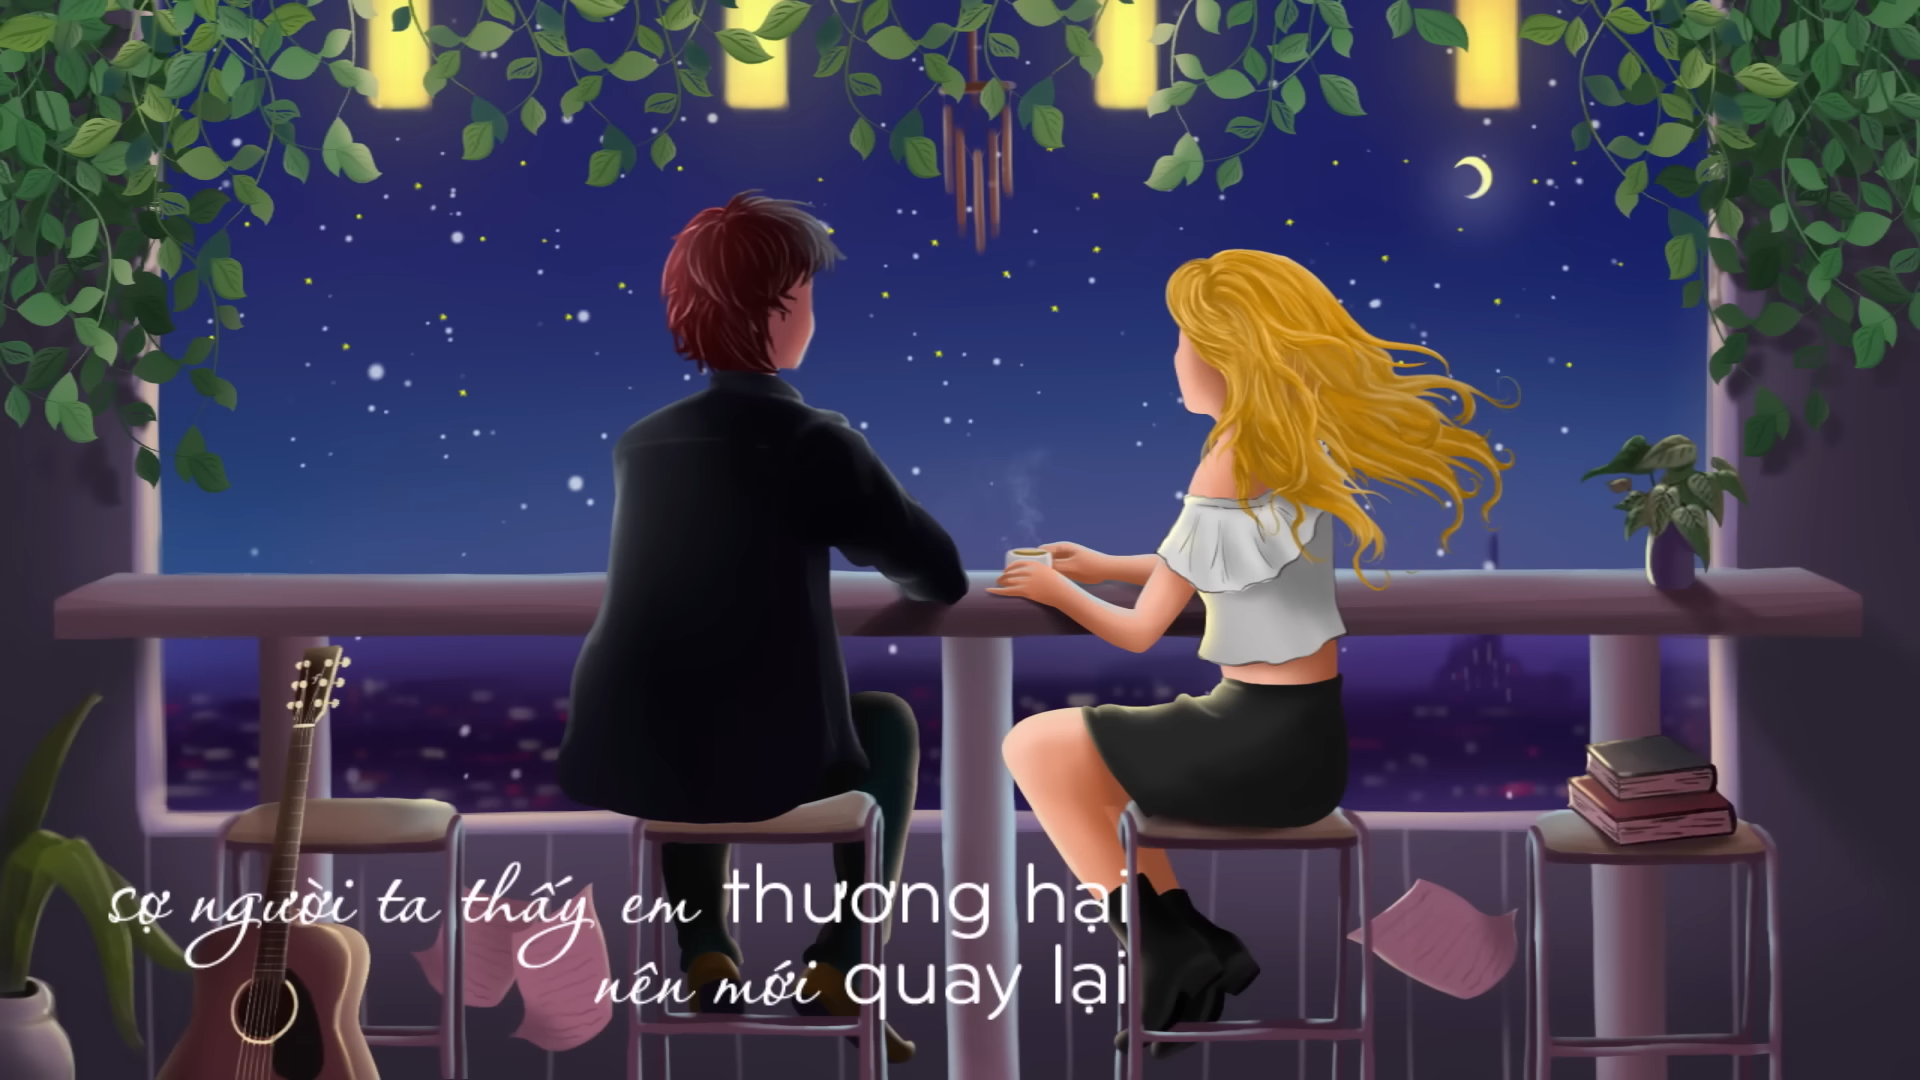 sợ người ta thấy em thương hại
nên mới quay lại